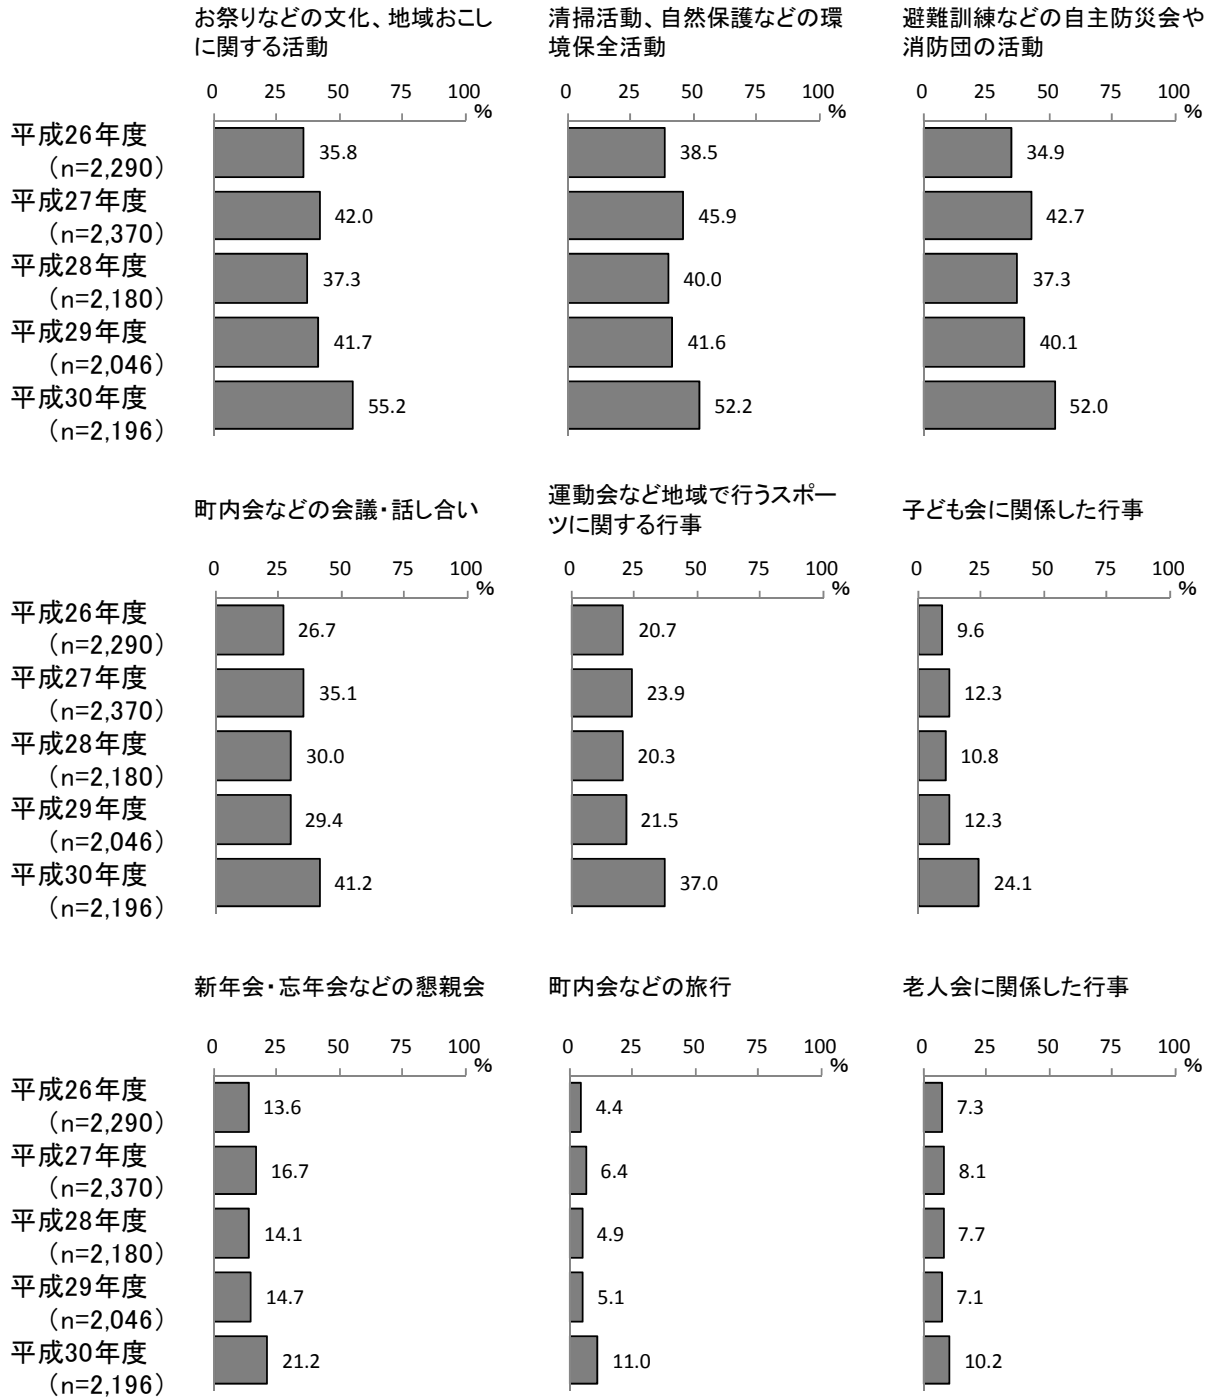 お祭りなどの文化、地域おこし
に関する活動
清掃活動、自然保護などの環
境保全活動
避難訓練などの自主防災会や
消防団の活動
0 25 50 75 100
%
0 25 50 75 100
%
0 25 50 75 100
%
平成26年度
（n=2,290）
35.8
38.5
34.9
平成27年度
（n=2,370）
42.0
45.9
42.7
平成28年度
（n=2,180）
37.3
40.0
37.3
平成29年度
（n=2,046）
41.7
41.6
40.1
平成30年度
（n=2,196）
55.2
52.2
52.0
町内会などの会議・話し合い
運動会など地域で行うスポー
ツに関する行事
子ども会に関係した行事
0 25 50 75 100
%
0 25 50 75 100
%
0 25 50 75 100
%
平成26年度
（n=2,290）
26.7
20.7
9.6
平成27年度
（n=2,370）
35.1
23.9
12.3
平成28年度
（n=2,180）
30.0
20.3
10.8
平成29年度
（n=2,046）
29.4
21.5
12.3
平成30年度
（n=2,196）
41.2
37.0
24.1
新年会・忘年会などの懇親会
町内会などの旅行
老人会に関係した行事
0 25 50 75 100
%
0 25 50 75 100
%
0 25 50 75 100
%
平成26年度
（n=2,290）
13.6
4.4
7.3
平成27年度
（n=2,370）
16.7
6.4
8.1
平成28年度
（n=2,180）
14.1
4.9
7.7
平成29年度
（n=2,046）
14.7
5.1
7.1
平成30年度
（n=2,196）
21.2
11.0
10.2